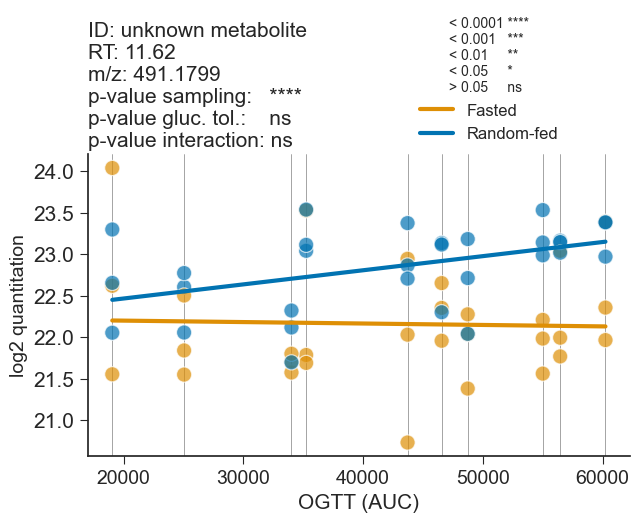 ID: unknown metabolite
RT: 11.62
m/z: 491.1799
p-value sampling: ****
p-value gluc. tol.: ns
p-value interaction: ns
< 0.0001 ****
< 0.001 ***
< 0.01 **
< 0.05 *
> 0.05 ns
Fasted
Random-fed
24.0
23.5
23.0
22.5
22.0
21.5
21.0
log2 quantitation
20000 30000 40000 50000 60000
OGTT (AUC)